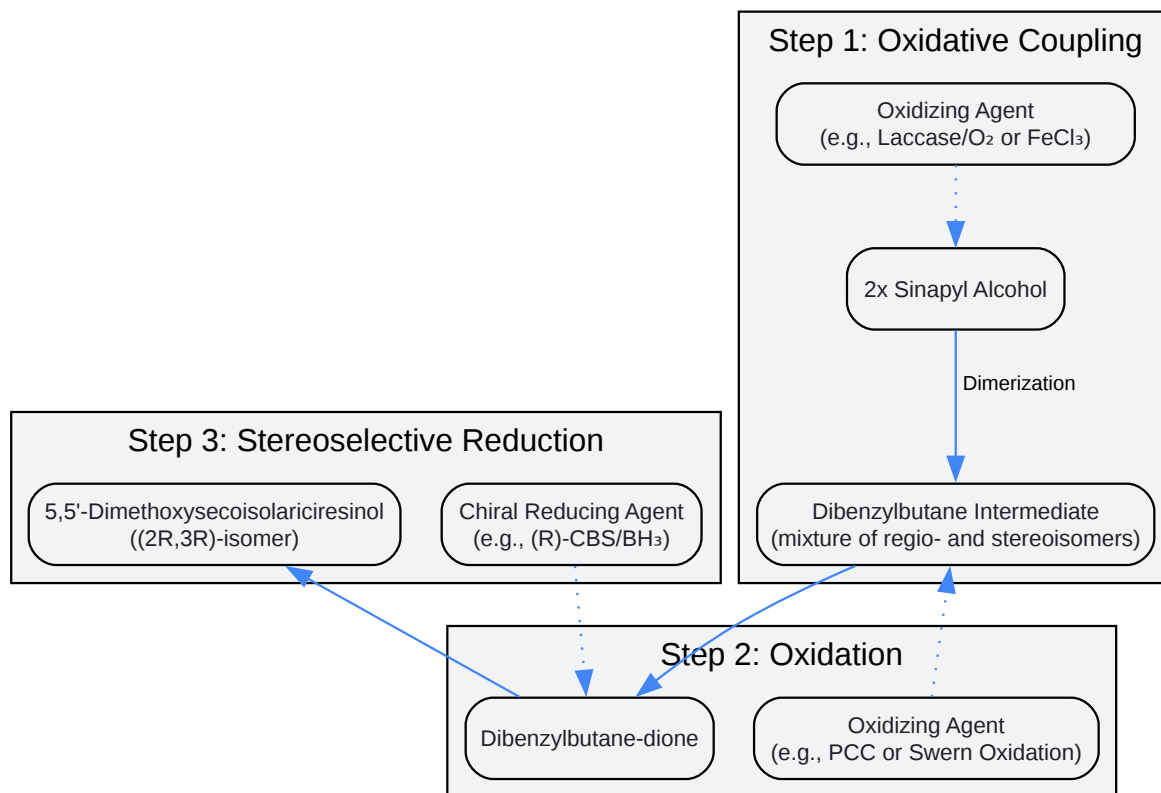 Step 1: Oxidative Coupling
Oxidizing Agent
(e.g., Laccase/O₂ or FeCl₃)
2x Sinapyl Alcohol
Dimerization
Dibenzylbutane Intermediate
(mixture of regio- and stereoisomers)
Step 3: Stereoselective Reduction
5,5'-Dimethoxysecoisolariciresinol
((2R,3R)-isomer)
Chiral Reducing Agent
(e.g., (R)-CBS/BH₃)
Step 2: Oxidation
Dibenzylbutane-dione
Oxidizing Agent
(e.g., PCC or Swern Oxidation)